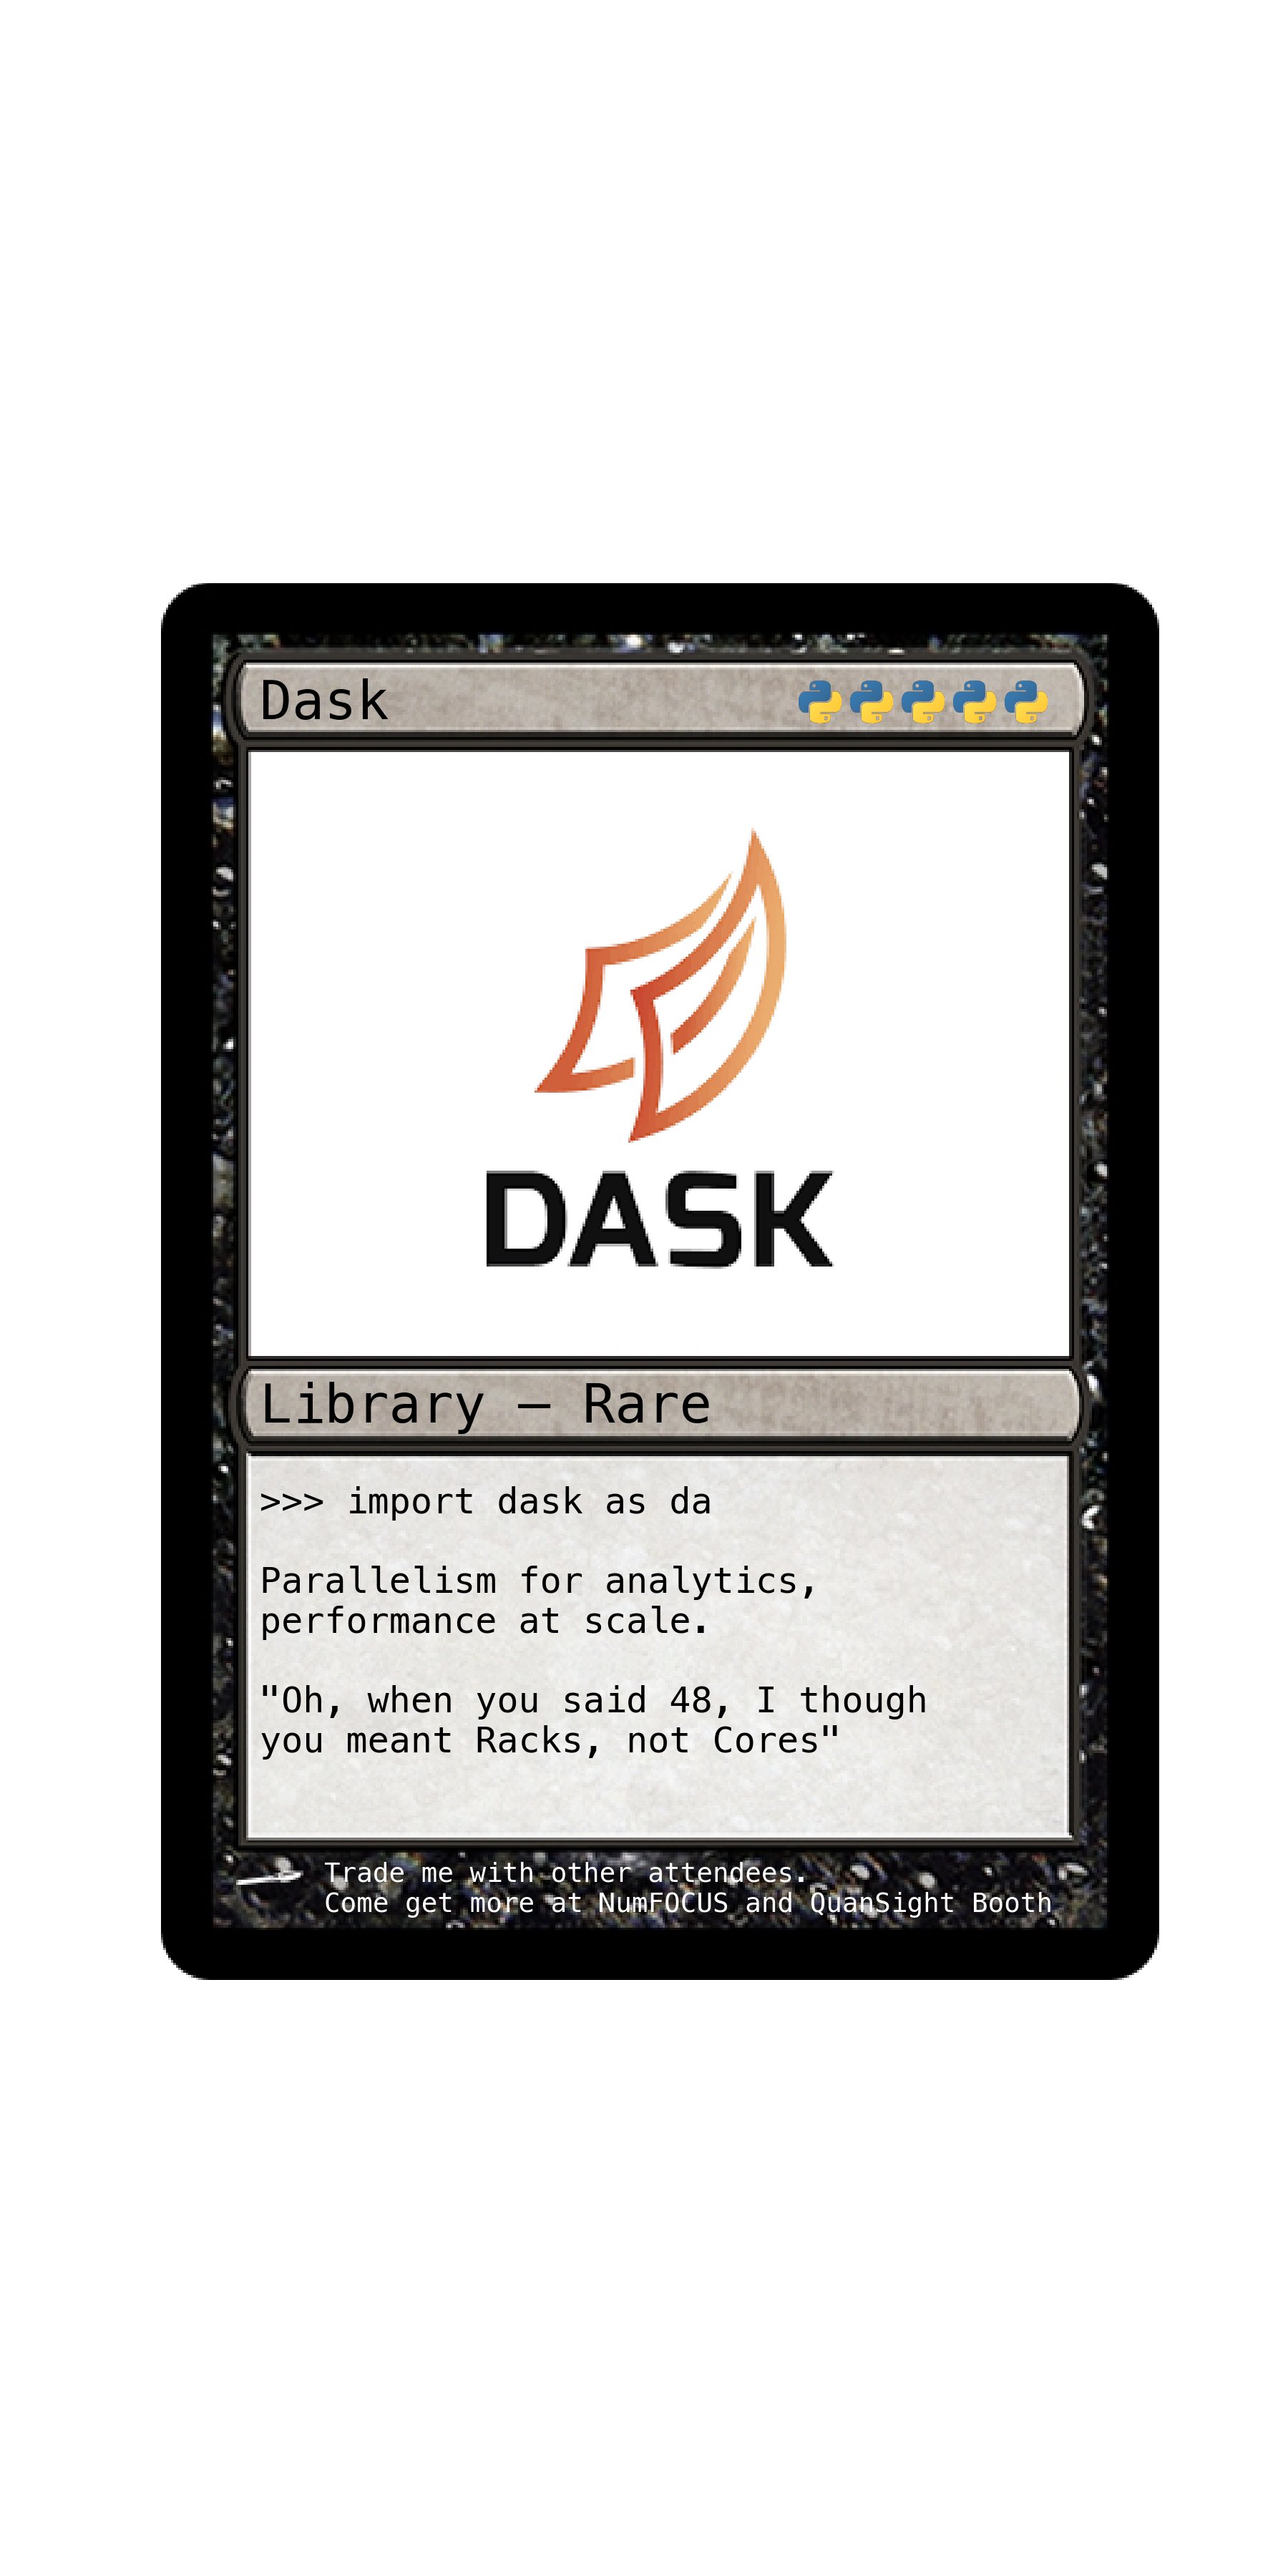 Dask
DASK
Library — Rare
>>> import dask as da
Parallelism for analytics,
performance at scale.
"Oh, when you said 48, I though
you meant Racks, not Cores"
Trade me with other attendees.
Come get more at NumFOCUS and QuanSight Booth